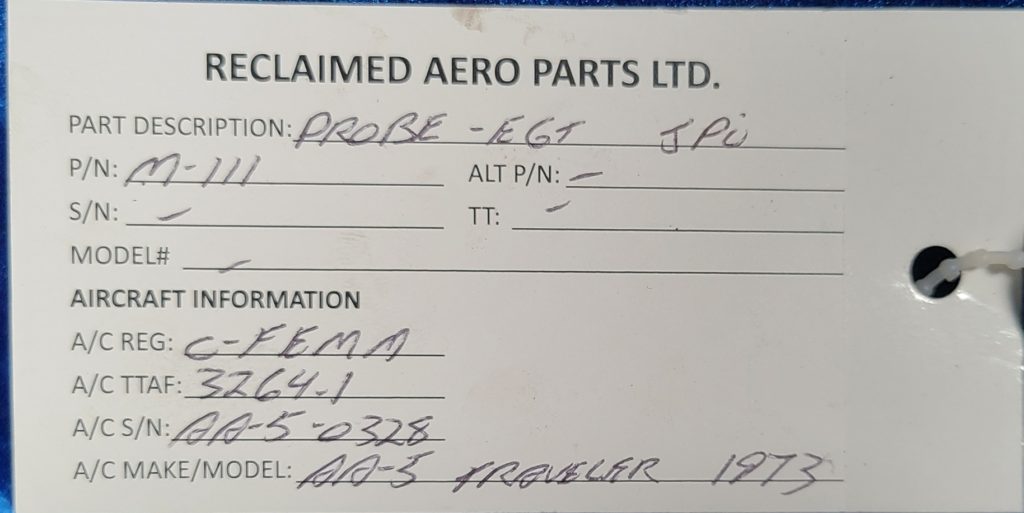 RECLAIMED AERO PARTS LTD.
PART DESCRIPTION: PROBE - EGT JPi
P/N: M-111 ALT P/N: -
S/N: - TT: -
MODEL# -
AIRCRAFT INFORMATION
A/C REG: C-FEMM
A/C TTAF: 3264.1
A/C S/N: AA-5-0328
A/C MAKE/MODEL: AA-5 TRAVELER 1973